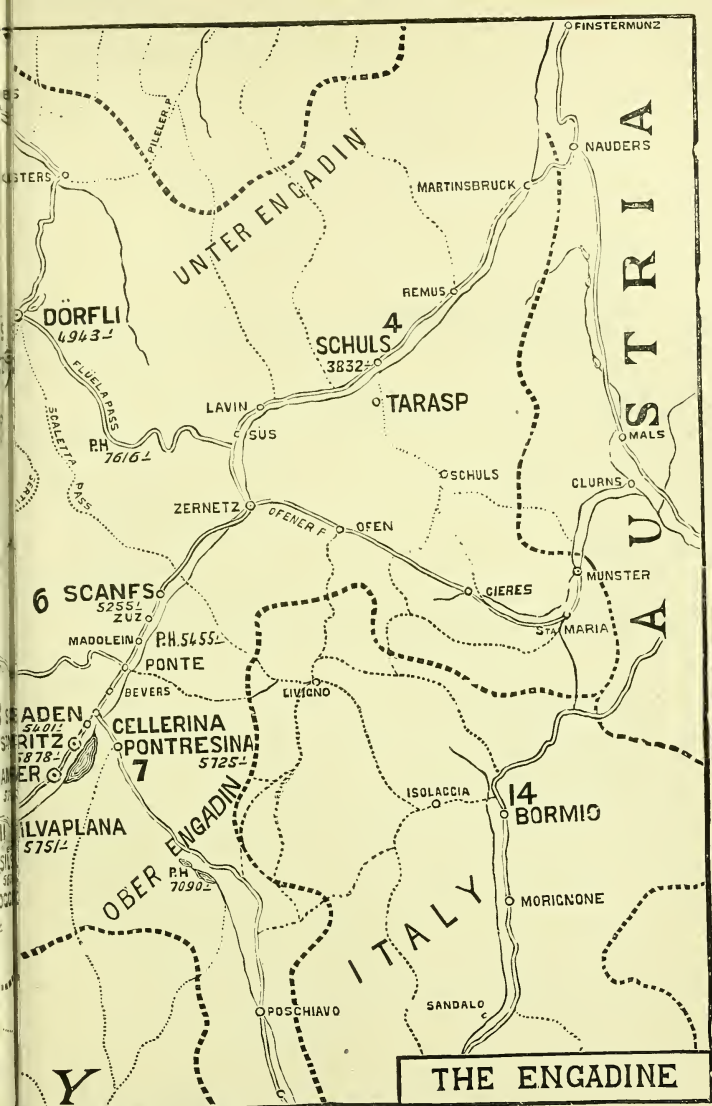 FINSTERMUNZ
NAUDERS
PILELER P.
UNTER ENGADIN
MARTINSBRUCK
AUSTRIA
STERS
REMUS
DÖRFLI
4943
4
SCHULS
3832
FLUELA PASS
LAVIN
TARASP
SUS
P.H
7616
SCALETTA PASS
MALS
SCHULS
CLURNS
ZERNETZ
OFENER P
OFEN
MUNSTER
6 SCANFS
5255
ZUZ
CIERES
STA MARIA
MADOLEIN
P.H. 5455
PONTE
BEVERS
LIVIGNO
ADEN
5401
CELLERINA
RITZ
5878
PONTRESINA
5725
7
ISOLACCIA
14
BORMIO
ILVAPLANA
5751
OBER ENGADIN
P.H
7090
ITALY
MORIGNONE
POSCHIAVO
SANDALO
Y
THE ENGADINE